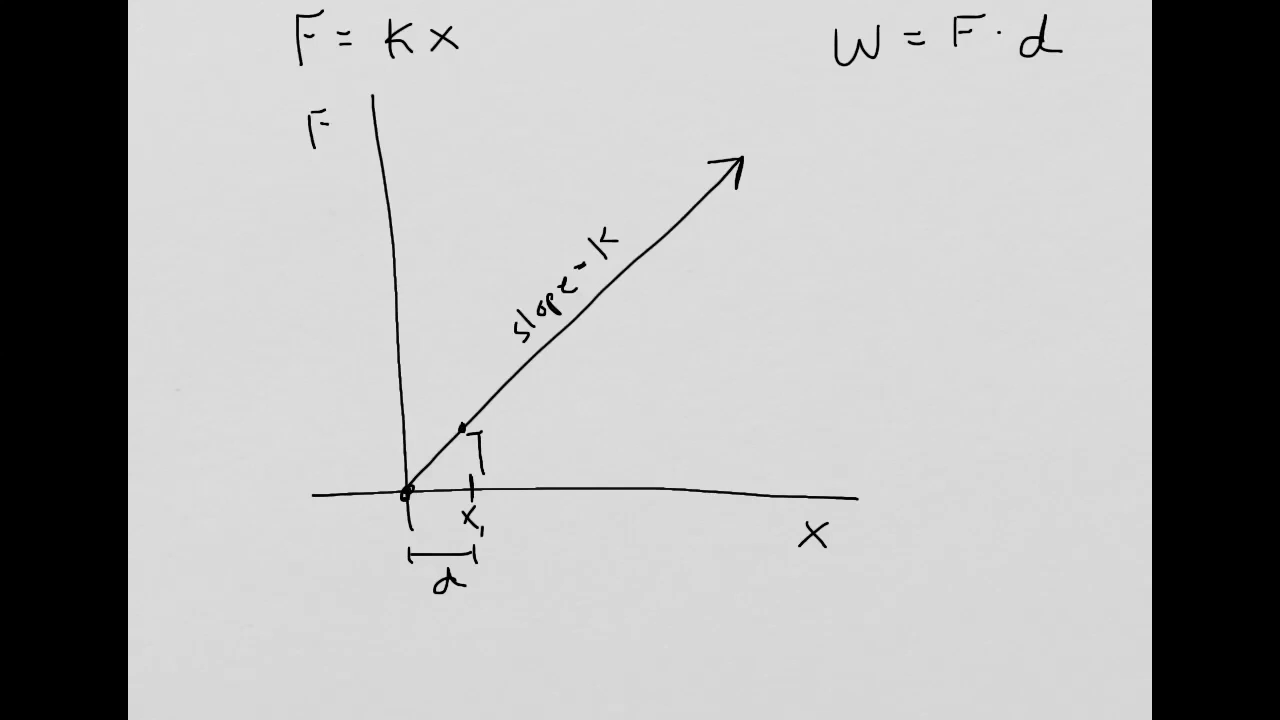 F = Kx
W = F · d
F
slope = K
x₁
x
d